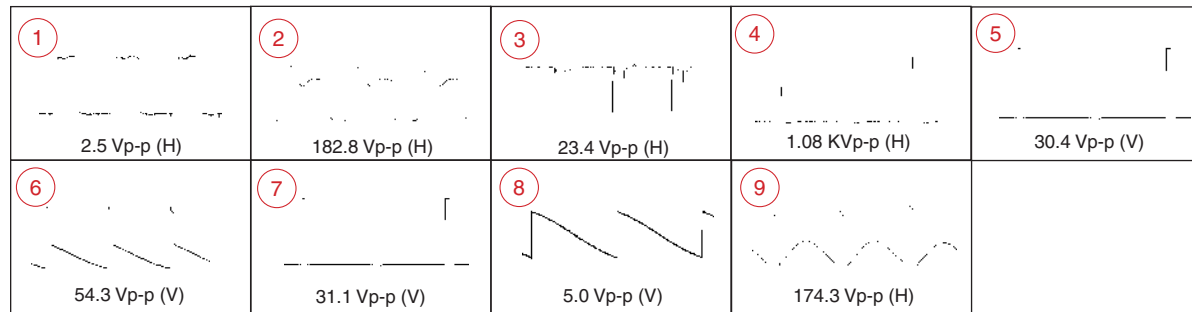 1
2.5 Vp-p (H)
2
182.8 Vp-p (H)
3
23.4 Vp-p (H)
4
1.08 KVp-p (H)
5
30.4 Vp-p (V)
6
54.3 Vp-p (V)
7
31.1 Vp-p (V)
8
5.0 Vp-p (V)
9
174.3 Vp-p (H)